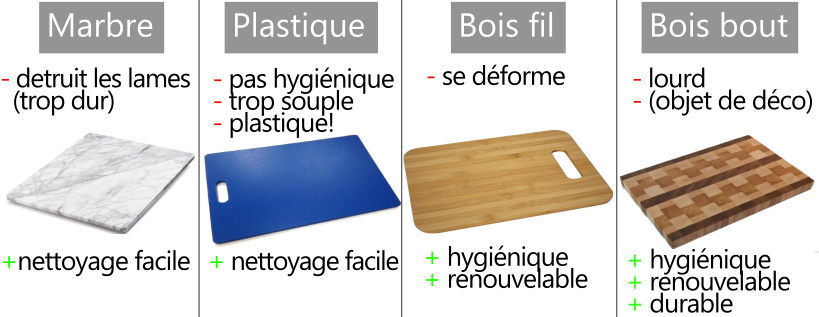 Marbre
- detruit les lames
(trop dur)
+nettoyage facile
Plastique
- pas hygiénique
- trop souple
- plastique!
+ nettoyage facile
Bois fil
- se déforme
+ hygiénique
+ renouvelable
Bois bout
- lourd
- (objet de déco)
+ hygiénique
+ renouvelable
+ durable